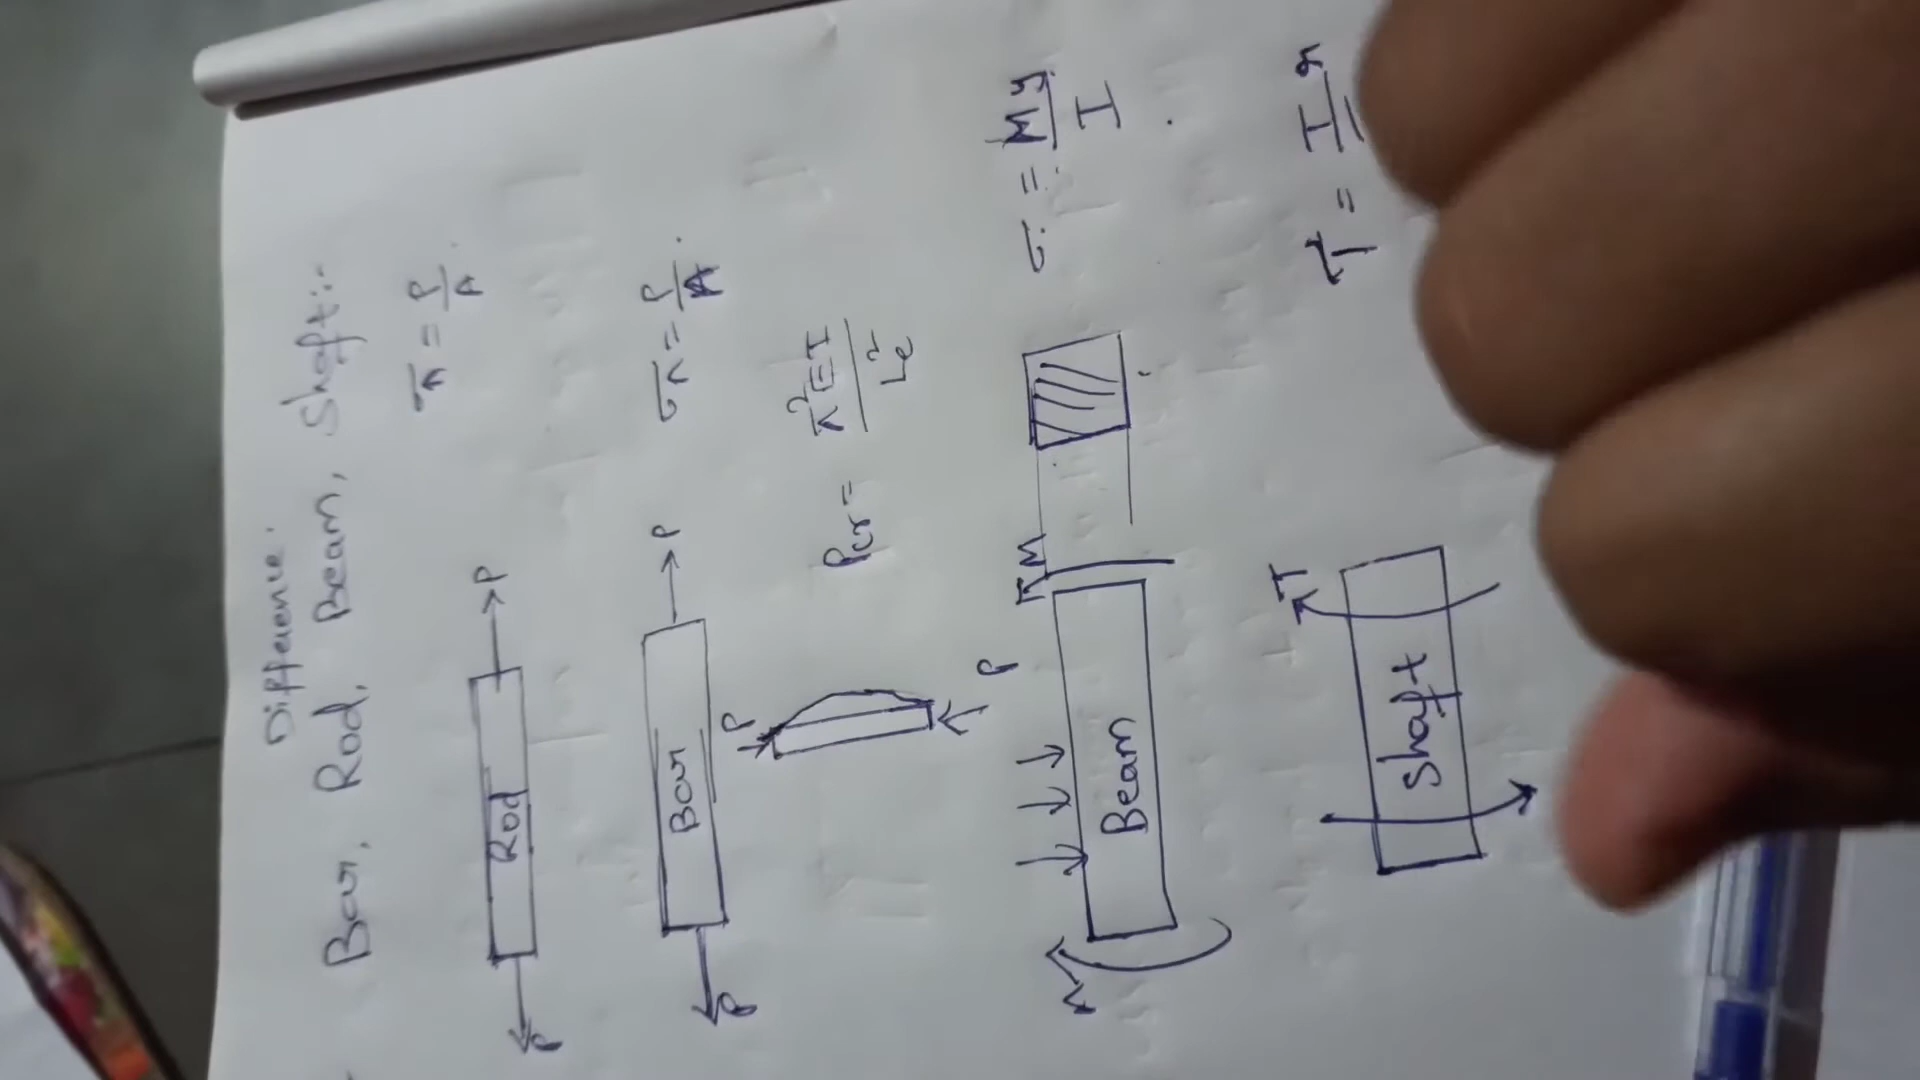 Difference:
Bar, Rod, Beam, Shaft:-
P Rod P σ = P/A
P Bar P σ = P/A
P P Pcr = π²EI/Le²
M Beam M σ = My/I
Shaft T τ = T r